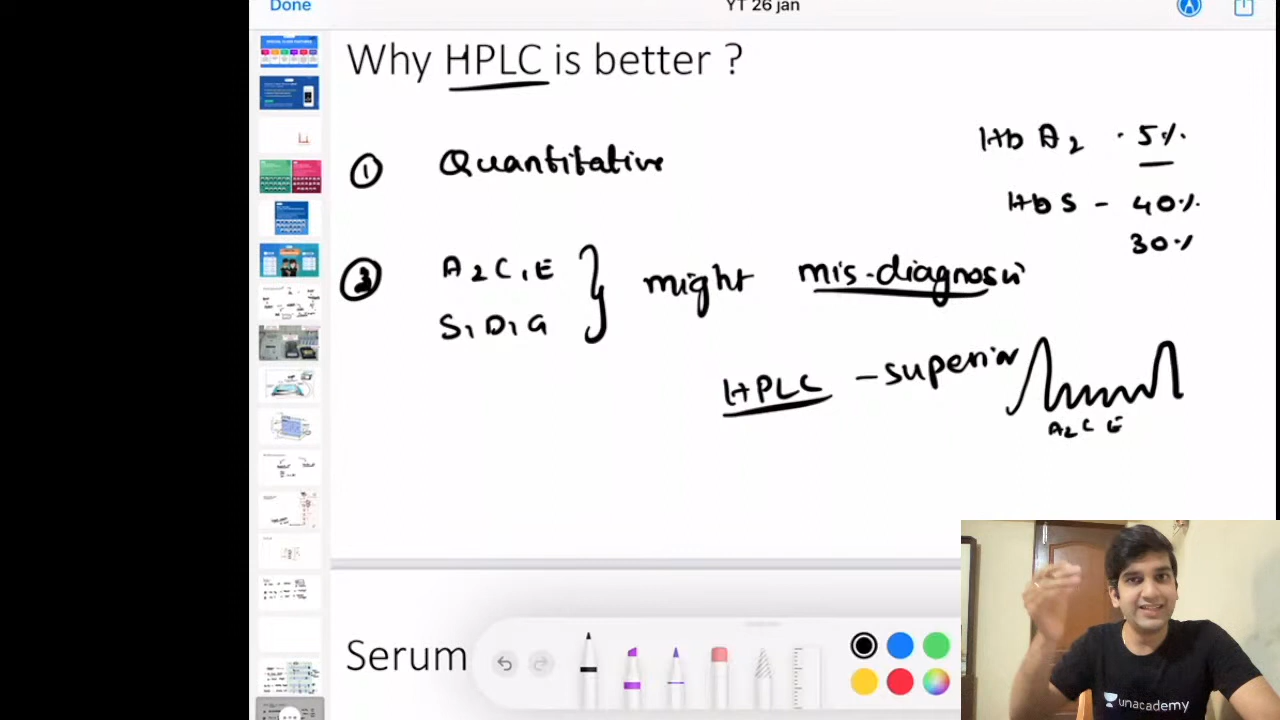 Done
YT 26 jan
Why HPLC is better ?
① Quantitative
Hb A2 5%
Hb S - 40%
30%
② A2 C, E
S, D, G
might mis-diagnosis
HPLC - superior
A2 C E
Serum
unacademy